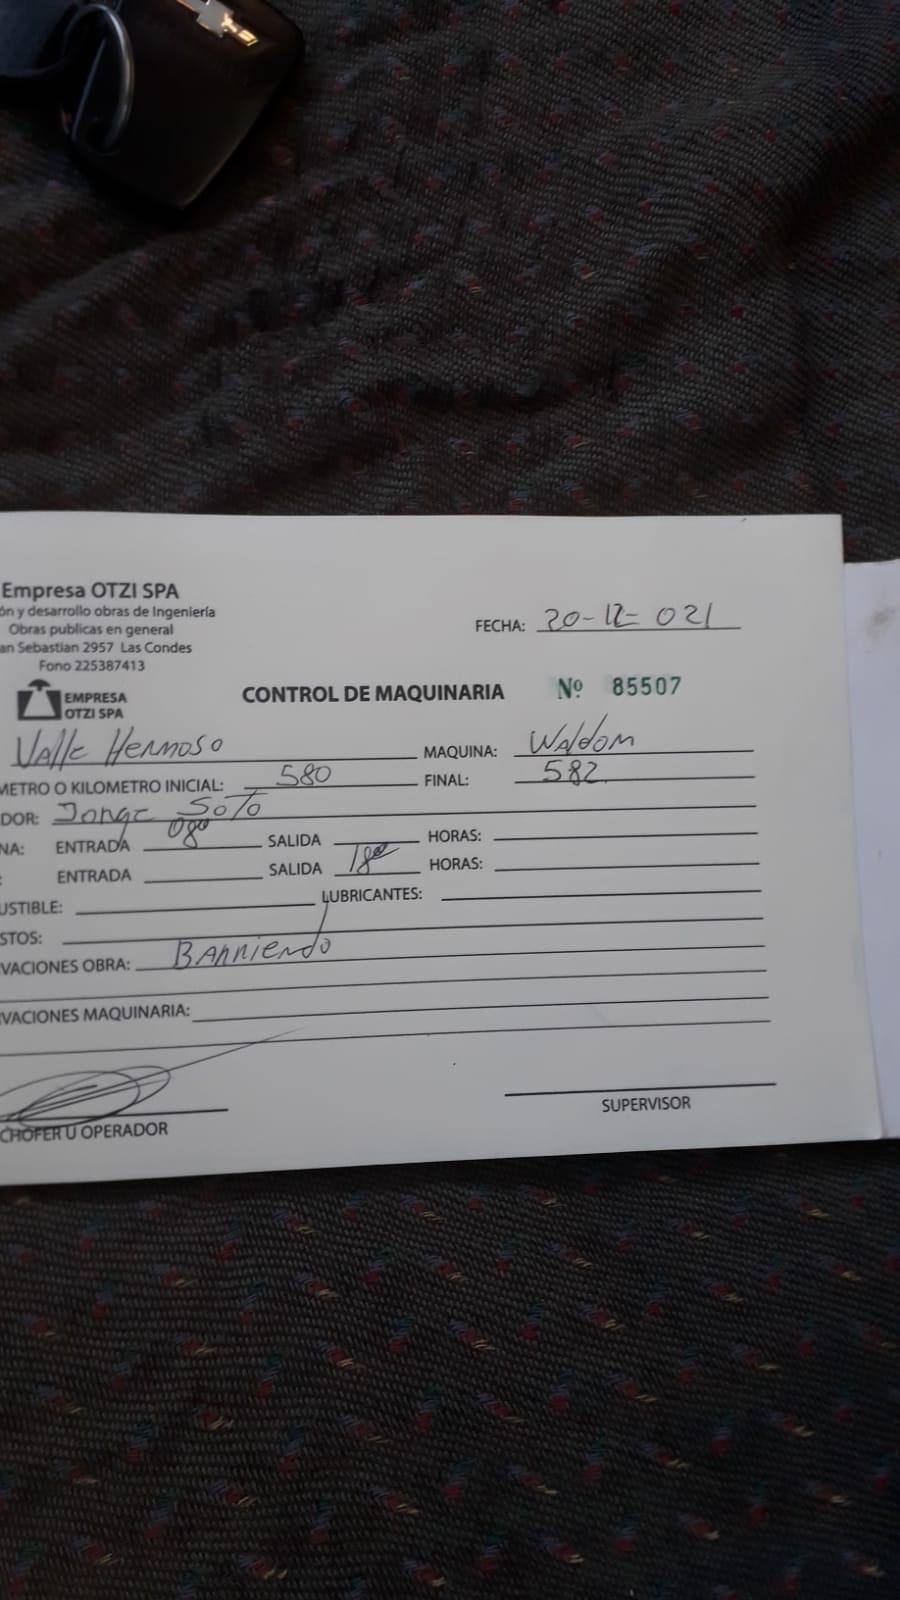 Empresa OTZI SPA
ón y desarrollo obras de Ingeniería
Obras publicas en general
an Sebastian 2957 Las Condes
Fono 225387413
EMPRESA
OTZI SPA
FECHA: 20-12-021
CONTROL DE MAQUINARIA Nº 85507
Valle Hermoso MAQUINA: Waldom
METRO O KILOMETRO INICIAL: 580 FINAL: 582
DOR: Jorge Soto
NA: ENTRADA 08⁰⁰ SALIDA HORAS:
: ENTRADA SALIDA 18⁰⁰ HORAS:
USTIBLE: LUBRICANTES:
STOS:
VACIONES OBRA: Barriendo
VACIONES MAQUINARIA:
CHOFER U OPERADOR
SUPERVISOR